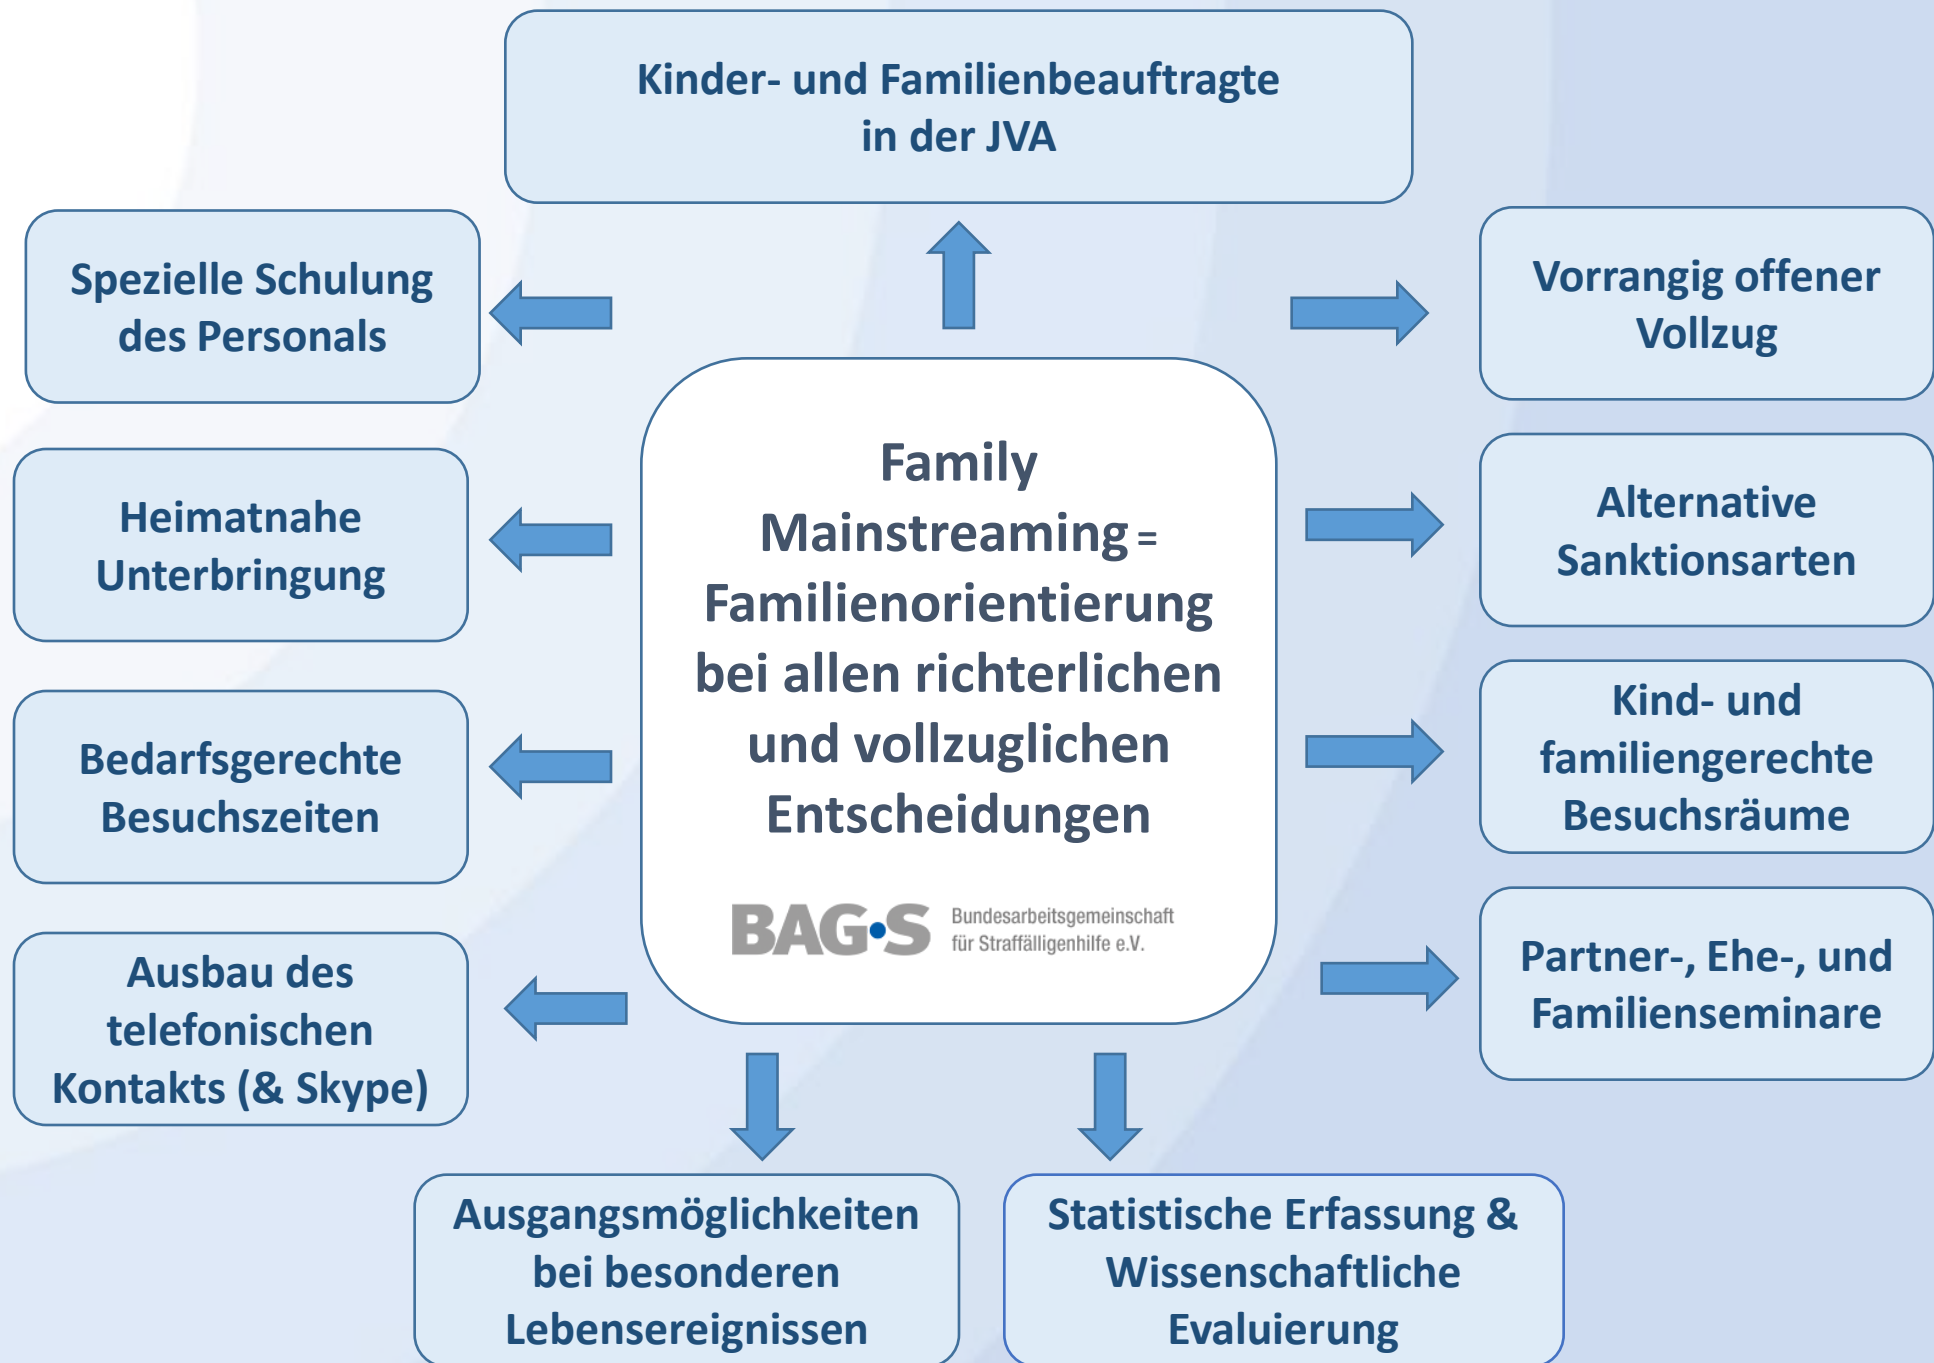 Kinder- und Familienbeauftragte
in der JVA
Spezielle Schulung
des Personals
Vorrangig offener
Vollzug
Heimatnahe
Unterbringung
Family
Mainstreaming =
Familienorientierung
bei allen richterlichen
und vollzuglichen
Entscheidungen
BAG•S Bundesarbeitsgemeinschaft
für Straffälligenhilfe e.V.
Alternative
Sanktionsarten
Bedarfsgerechte
Besuchszeiten
Kind- und
familiengerechte
Besuchsräume
Ausbau des
telefonischen
Kontakts (& Skype)
Partner-, Ehe-, und
Familienseminare
Ausgangsmöglichkeiten
bei besonderen
Lebensereignissen
Statistische Erfassung &
Wissenschaftliche
Evaluierung